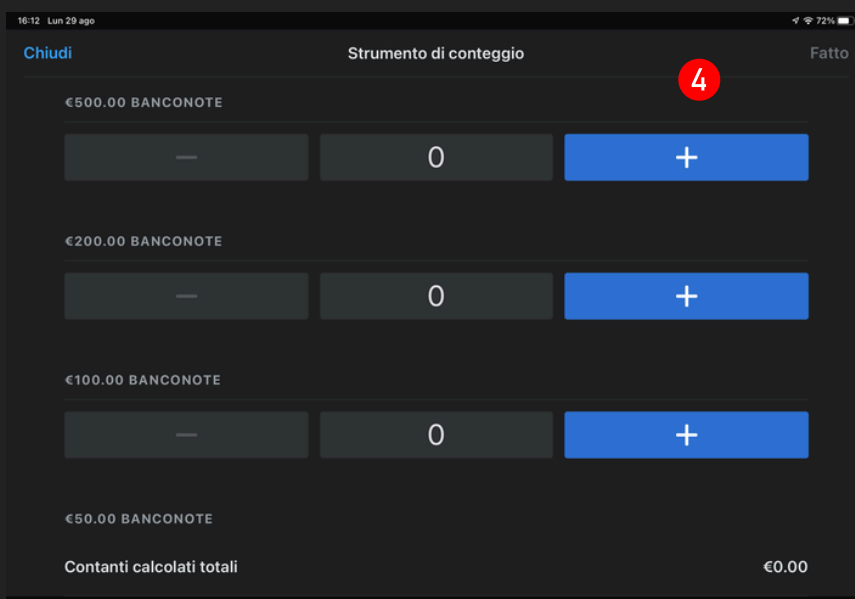 16:12 Lun 29 ago 72%
Chiudi Strumento di conteggio Fatto
4
€500.00 BANCONOTE
— 0 +
€200.00 BANCONOTE
— 0 +
€100.00 BANCONOTE
— 0 +
€50.00 BANCONOTE
Contanti calcolati totali €0.00